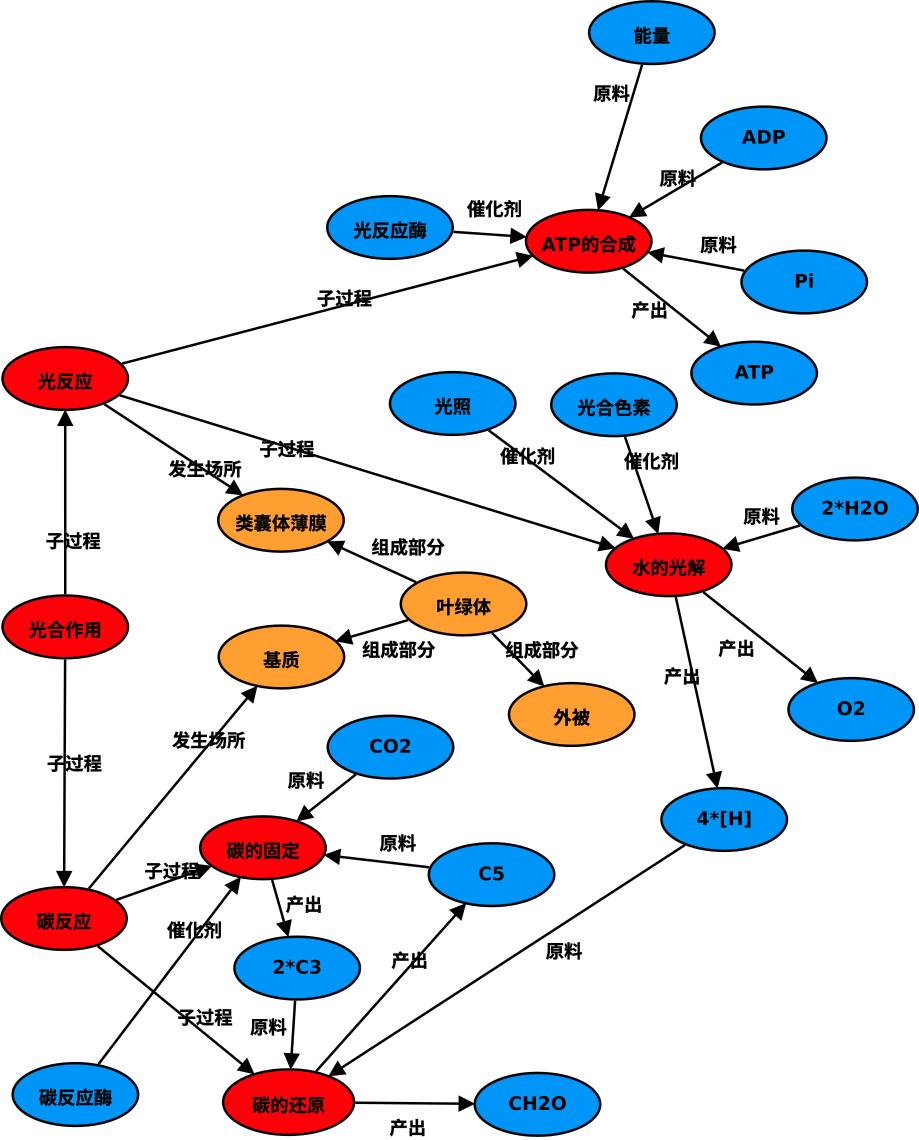 能量
原料
ADP
原料
催化剂
光反应酶
ATP的合成
原料
Pi
子过程
产出
ATP
光反应
光照
光合色素
子过程
催化剂
催化剂
发生场所
2*H2O
原料
类囊体薄膜
子过程
组成部分
水的光解
叶绿体
光合作用
组成部分
组成部分
产出
基质
产出
O2
外被
发生场所
CO2
子过程
原料
4*[H]
原料
碳的固定
子过程
C5
产出
碳反应
催化剂
原料
产出
2*C3
子过程
原料
碳反应酶
碳的还原
CH2O
产出